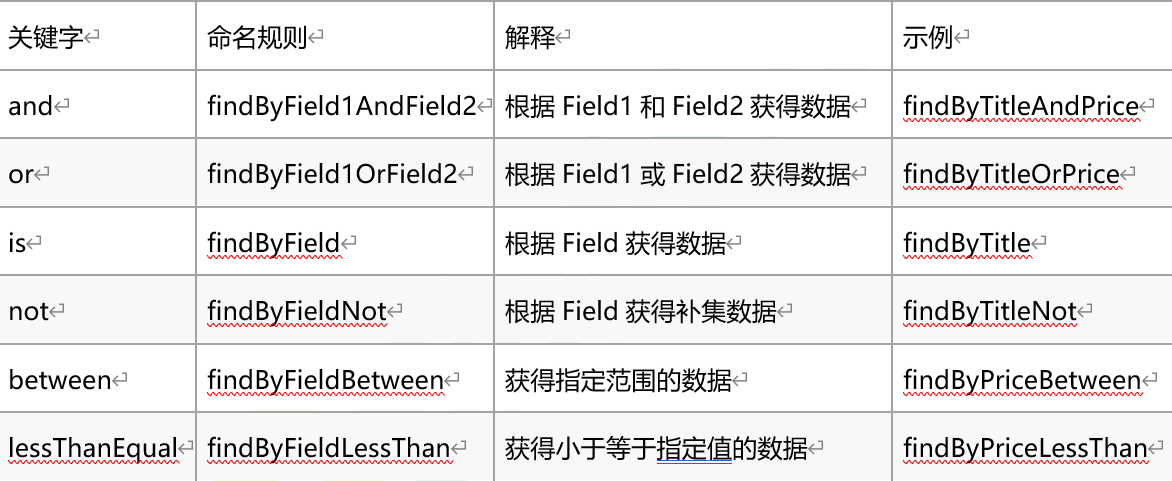 关键字 命名规则 解释 示例
and findByField1AndField2 根据 Field1 和 Field2 获得数据 findByTitleAndPrice
or findByField1OrField2 根据 Field1 或 Field2 获得数据 findByTitleOrPrice
is findByField 根据 Field 获得数据 findByTitle
not findByFieldNot 根据 Field 获得补集数据 findByTitleNot
between findByFieldBetween 获得指定范围的数据 findByPriceBetween
lessThanEqual findByFieldLessThan 获得小于等于指定值的数据 findByPriceLessThan